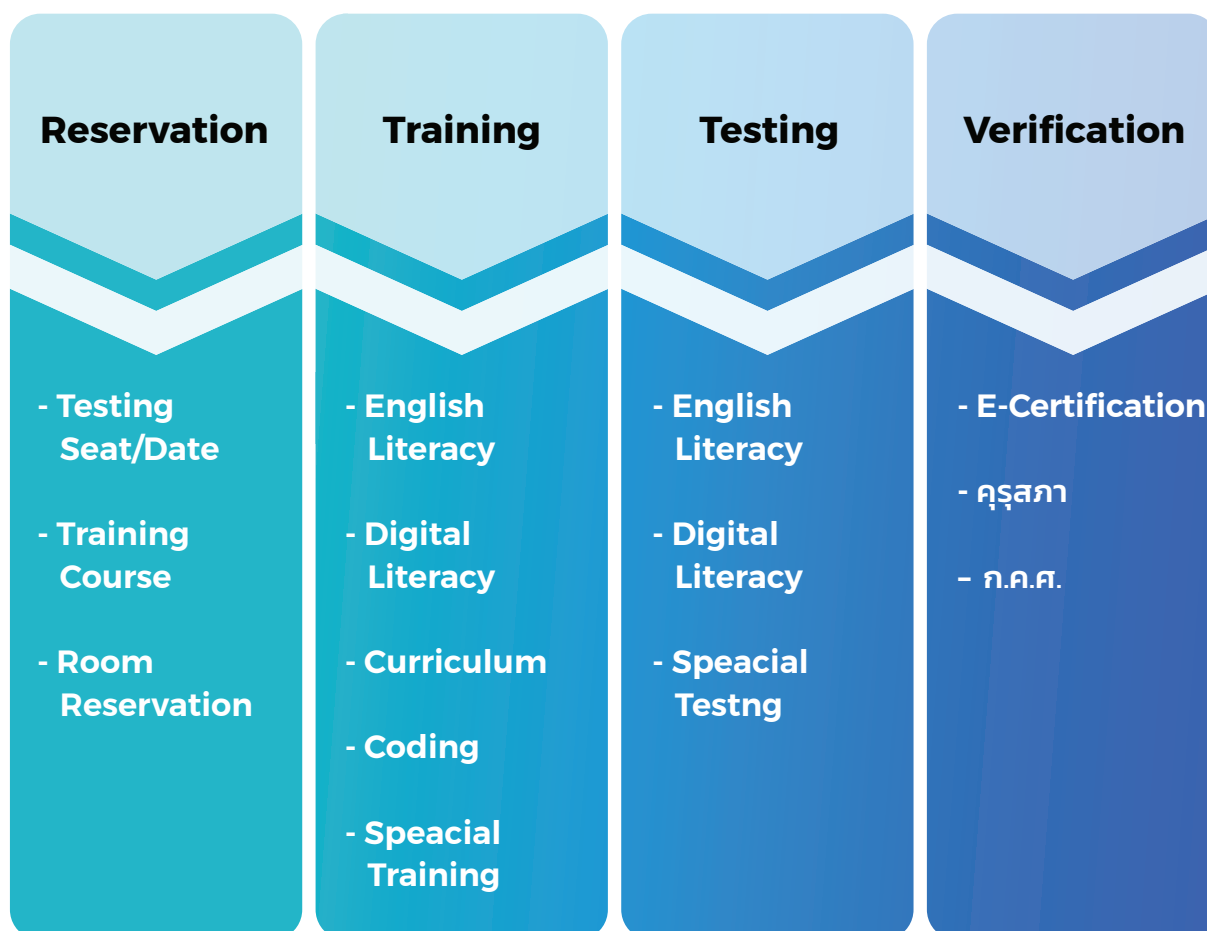 Reservation
- Testing
Seat/Date
- Training
Course
- Room
Reservation
Training
- English
Literacy
- Digital
Literacy
- Curriculum
- Coding
- Speacial
Training
Testing
- English
Literacy
- Digital
Literacy
- Speacial
Testng
Verification
- E-Certification
- คุรุสภา
– ก.ค.ศ.